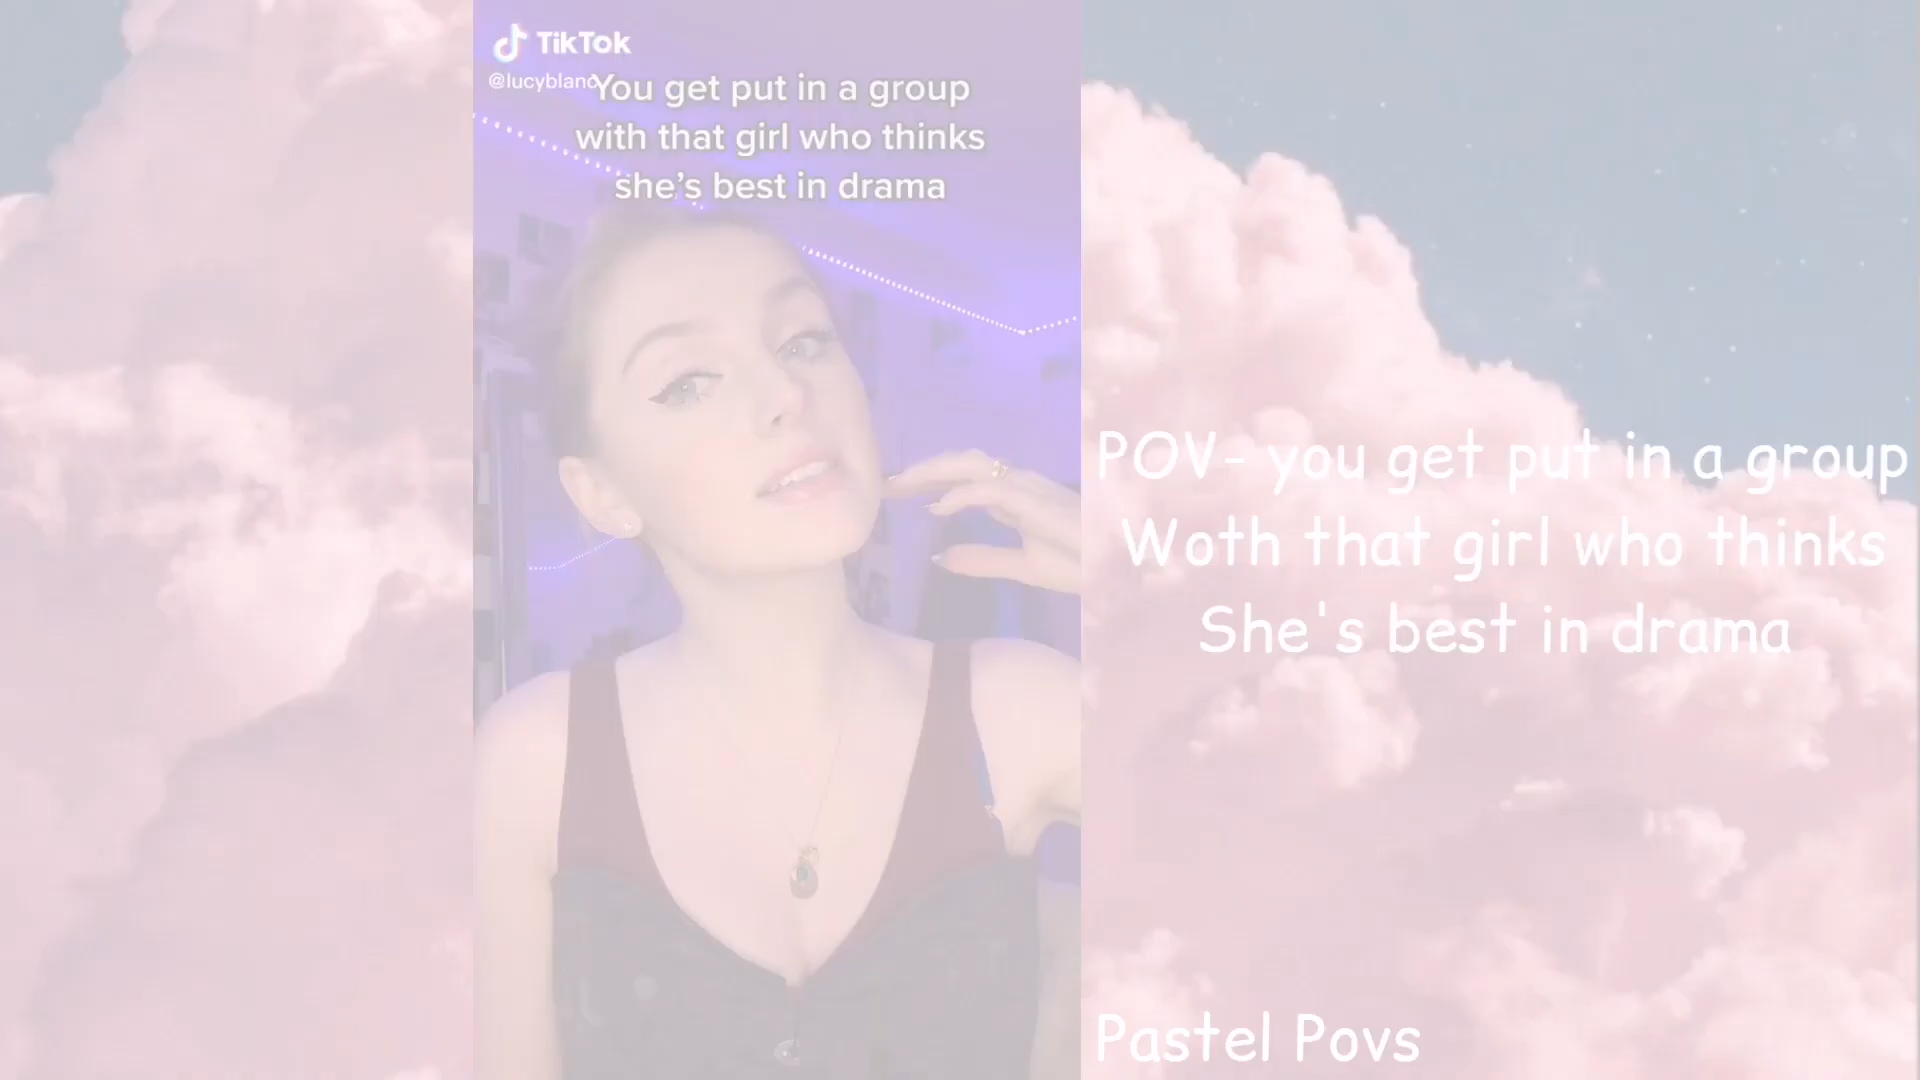 TikTok
@lucyblanc
You get put in a group
with that girl who thinks
she's best in drama
POV- you get put in a group
Woth that girl who thinks
She's best in drama
Pastel Povs